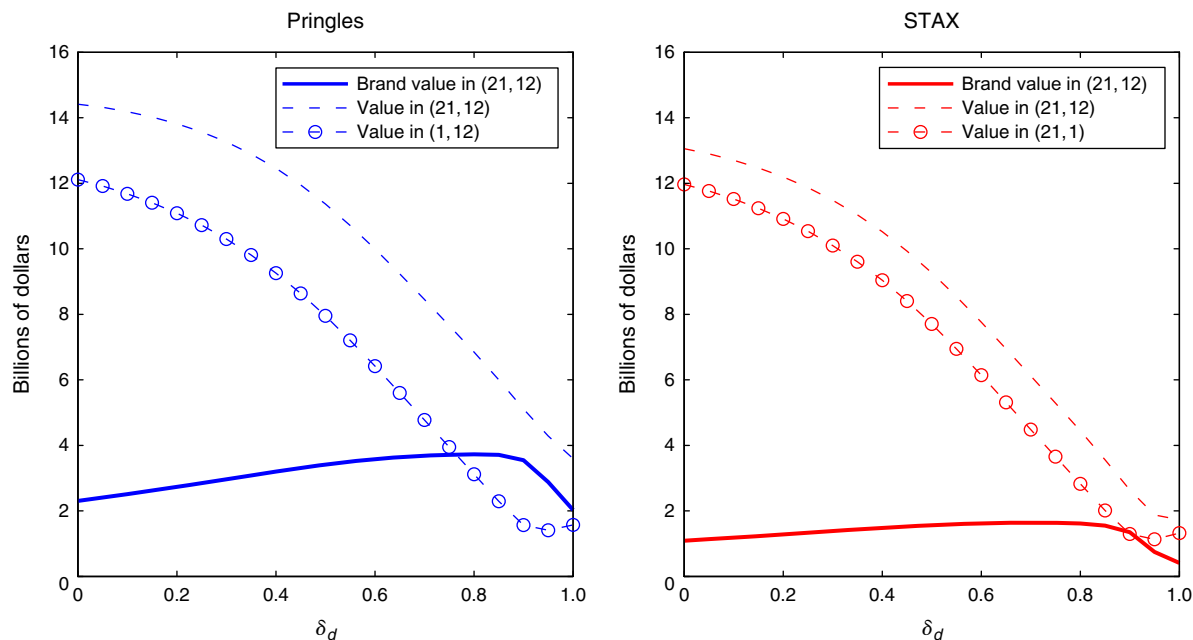 Pringles
16
14
12
10
8
6
4
2
0
Billions of dollars
Brand value in (21, 12)
Value in (21, 12)
Value in (1, 12)
0
0.2
0.4
0.6
0.8
1.0
δd
STAX
16
14
12
10
8
6
4
2
0
Billions of dollars
Brand value in (21, 12)
Value in (21, 12)
Value in (21, 1)
0
0.2
0.4
0.6
0.8
1.0
δd